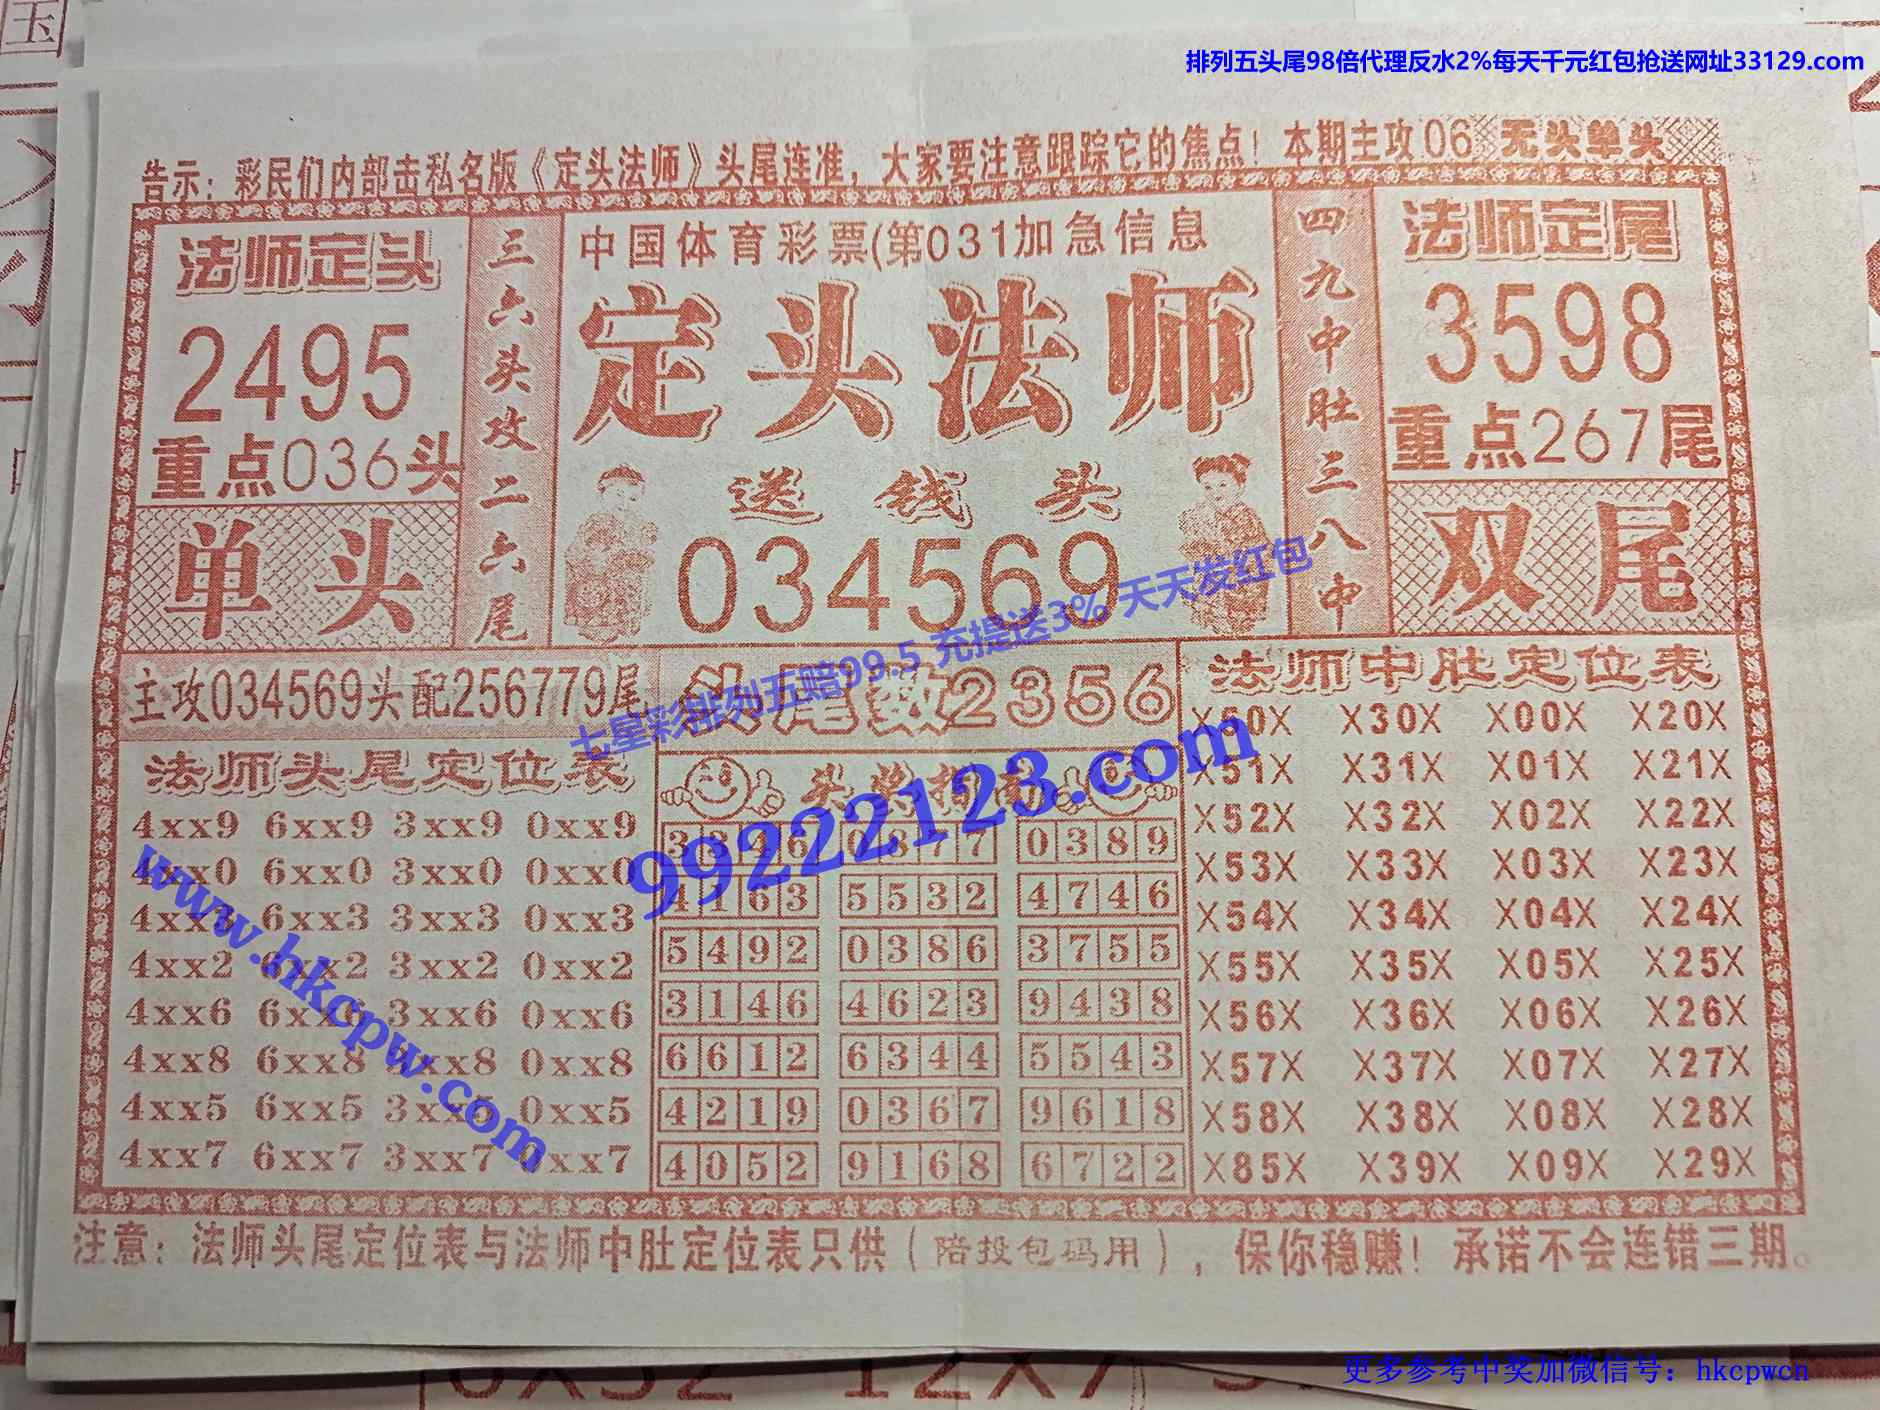 排列五头尾98倍代理反水2%每天千元红包抢送网址33129.com
告示：彩民们内部击私名版《定头法师》头尾连准，大家要注意跟踪它的焦点！本期主攻06 无头单头
法师定头
2495
重点036头
单头
三六头攻二六尾
中国体育彩票(第031加急信息
定头法师
送钱头
034569
四九中肚三八中
法师定尾
3598
重点267尾
双尾
七星彩排列五赔99.5 充提送3% 天天发红包
99222123.com
www.hkcpw.com
主攻034569头配256779尾
头尾数2356
法师头尾定位表
4xx9 6xx9 3xx9 0xx9
4xx0 6xx0 3xx0 0xx0
4xx3 6xx3 3xx3 0xx3
4xx2 6xx2 3xx2 0xx2
4xx6 6xx6 3xx6 0xx6
4xx8 6xx8 3xx8 0xx8
4xx5 6xx5 3xx5 0xx5
4xx7 6xx7 3xx7 0xx7
头奖指南
0877 0389
4163 5532 4746
5492 0386 3755
3146 4623 9438
6612 6344 5543
4219 0367 9618
4052 9168 6722
法师中肚定位表
X50X X30X X00X X20X
X51X X31X X01X X21X
X52X X32X X02X X22X
X53X X33X X03X X23X
X54X X34X X04X X24X
X55X X35X X05X X25X
X56X X36X X06X X26X
X57X X37X X07X X27X
X58X X38X X08X X28X
X85X X39X X09X X29X
注意：法师头尾定位表与法师中肚定位表只供（陪投包码用），保你稳赚！承诺不会连错三期。
更多参考中奖加微信号：hkcpwcn